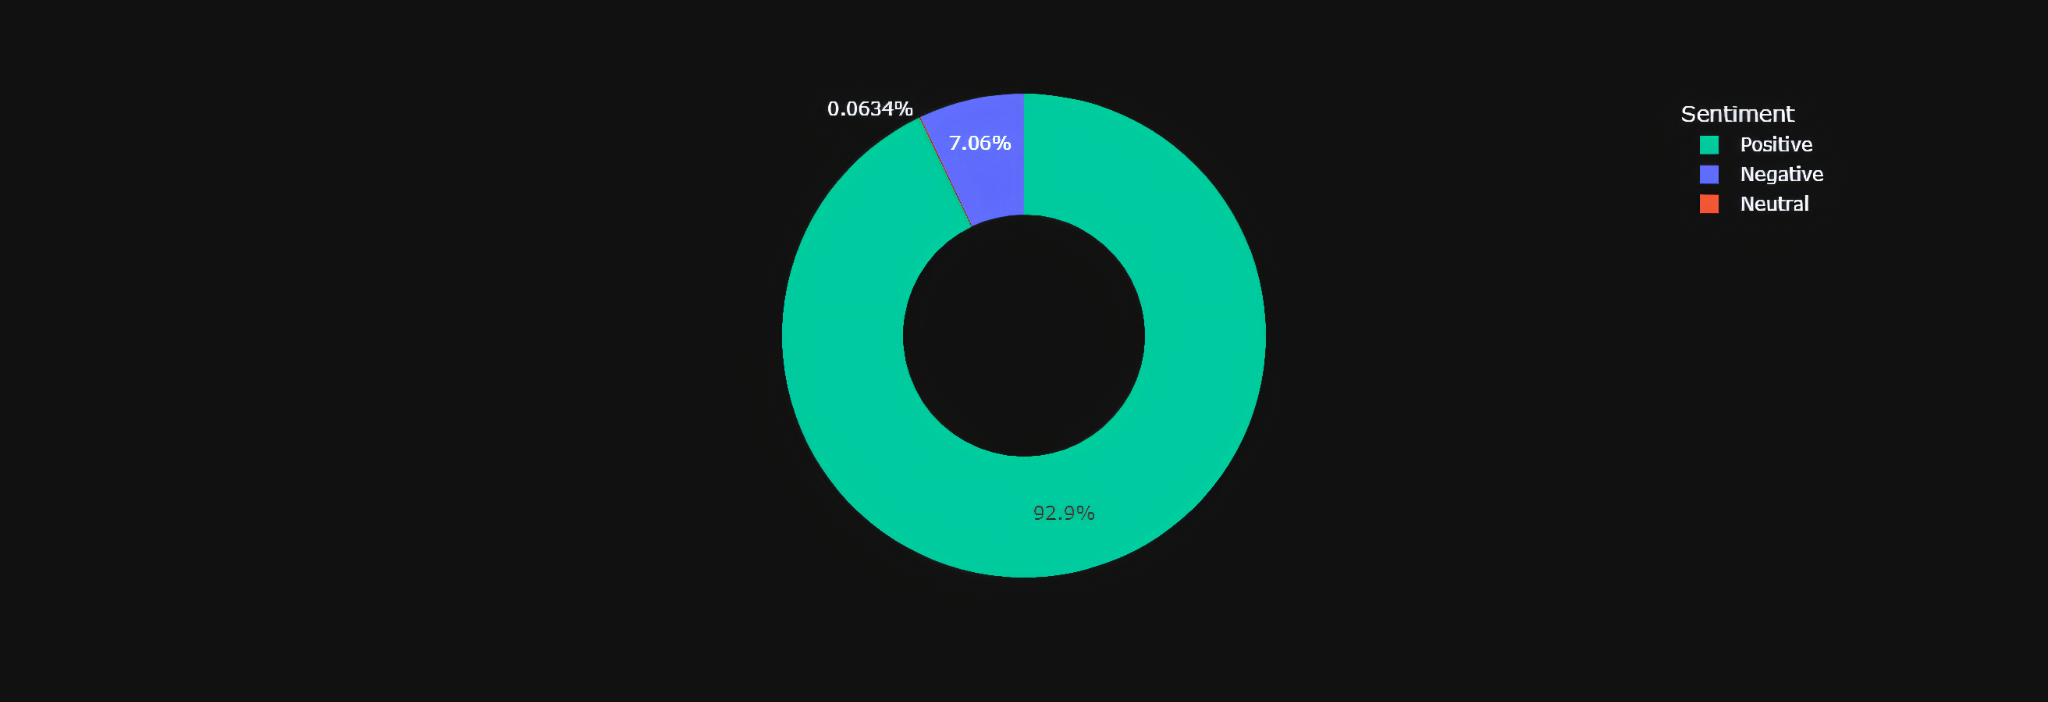 0.0634%
7.06%
92.9%
Sentiment
Positive
Negative
Neutral